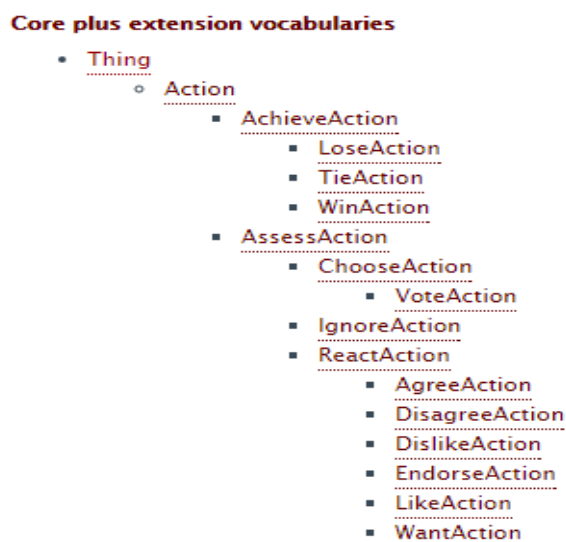 Core plus extension vocabularies
Thing
Action
AchieveAction
LoseAction
TieAction
WinAction
AssessAction
ChooseAction
VoteAction
IgnoreAction
ReactAction
AgreeAction
DisagreeAction
DislikeAction
EndorseAction
LikeAction
WantAction